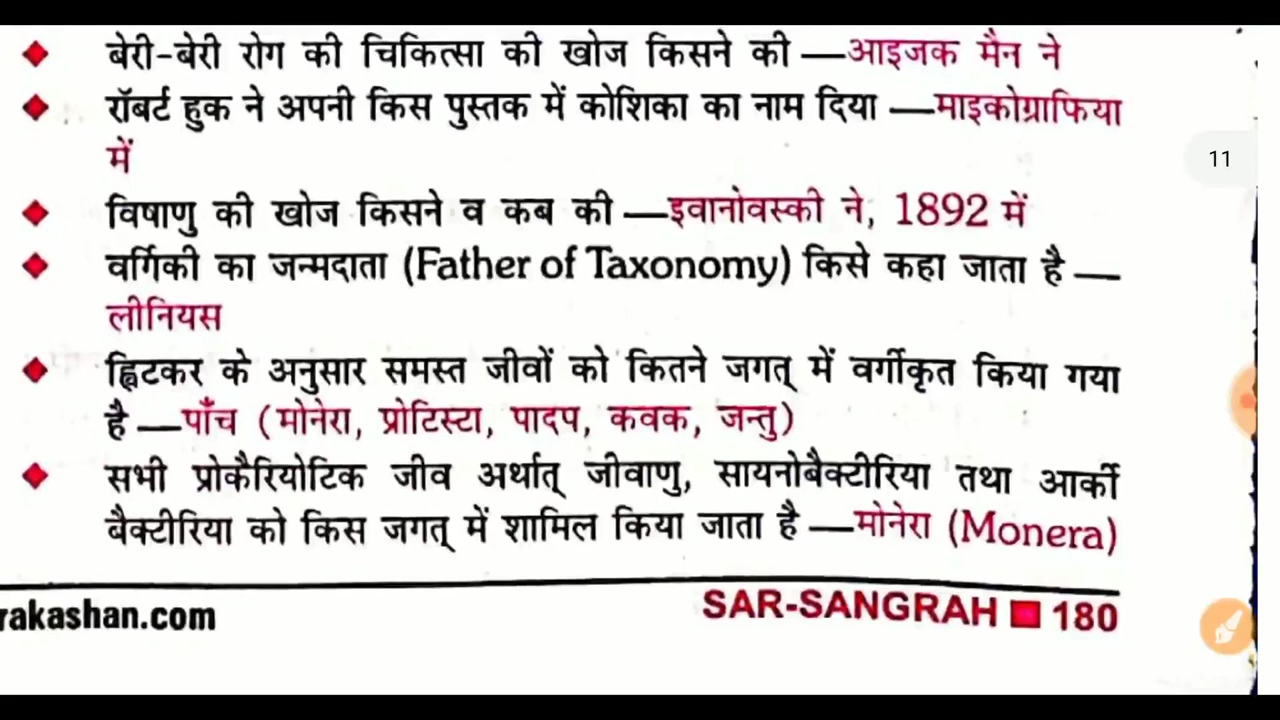 बेरी-बेरी रोग की चिकित्सा की खोज किसने की —आइजक मैन ने
रॉबर्ट हुक ने अपनी किस पुस्तक में कोशिका का नाम दिया —माइकोग्राफिया
में
11
विषाणु की खोज किसने व कब की —इवानोवस्की ने, 1892 में
वर्गिकी का जन्मदाता (Father of Taxonomy) किसे कहा जाता है —
लीनियस
ह्विटकर के अनुसार समस्त जीवों को कितने जगत् में वर्गीकृत किया गया
है —पाँच (मोनेरा, प्रोटिस्टा, पादप, कवक, जन्तु)
सभी प्रोकैरियोटिक जीव अर्थात् जीवाणु, सायनोबैक्टीरिया तथा आर्की
बैक्टीरिया को किस जगत् में शामिल किया जाता है —मोनेरा (Monera)
rakashan.com
SAR-SANGRAH 180